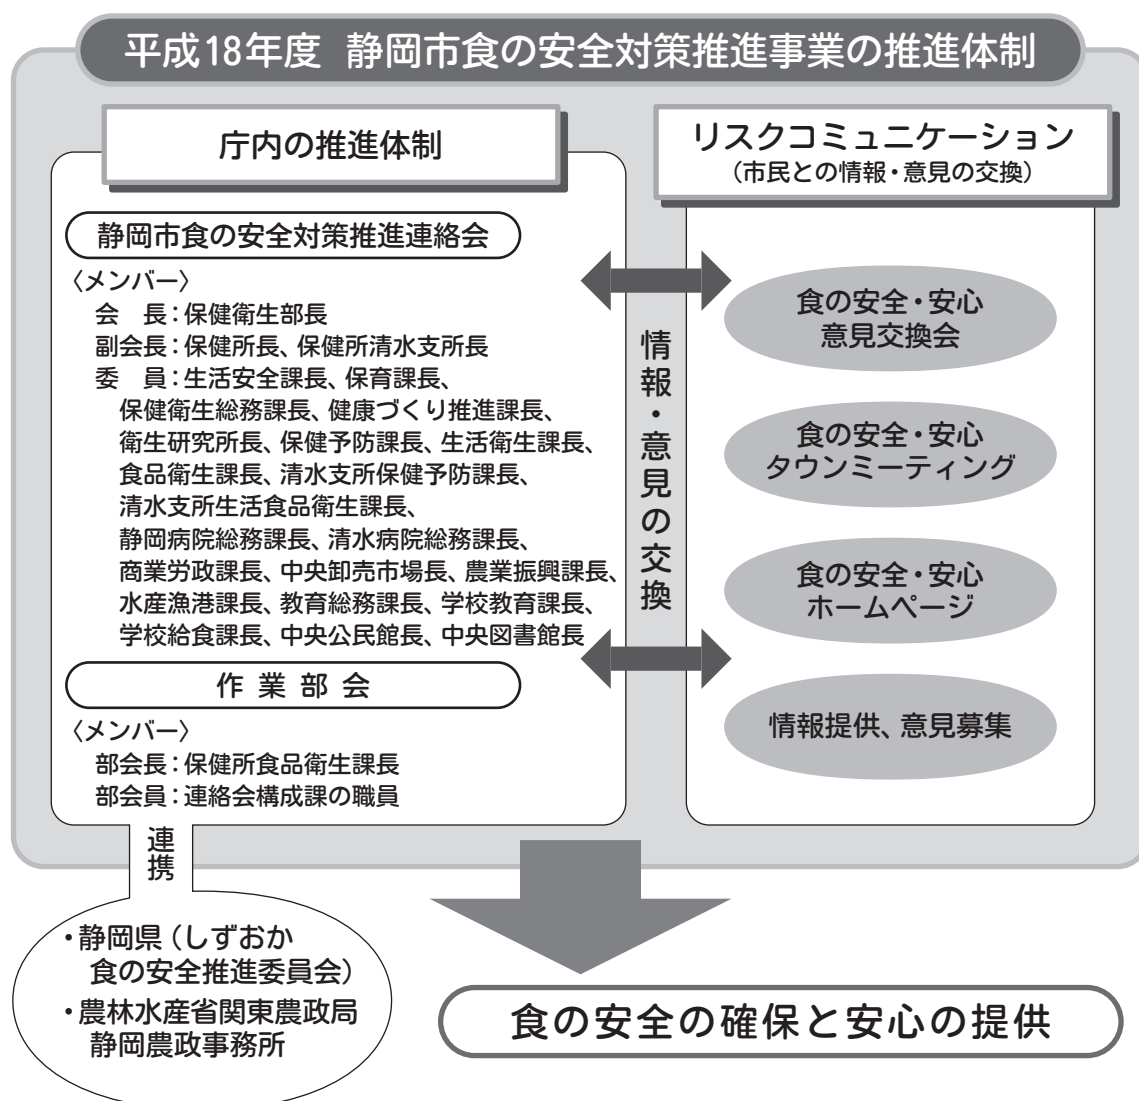 平成18年度 静岡市食の安全対策推進事業の推進体制
庁内の推進体制
静岡市食の安全対策推進連絡会
〈メンバー〉
会　長：保健衛生部長
副会長：保健所長、保健所清水支所長
委　員：生活安全課長、保育課長、
保健衛生総務課長、健康づくり推進課長、
衛生研究所長、保健予防課長、生活衛生課長、
食品衛生課長、清水支所保健予防課長、
清水支所生活食品衛生課長、
静岡病院総務課長、清水病院総務課長、
商業労政課長、中央卸売市場長、農業振興課長、
水産漁港課長、教育総務課長、学校教育課長、
学校給食課長、中央公民館長、中央図書館長
作業部会
〈メンバー〉
部会長：保健所食品衛生課長
部会員：連絡会構成課の職員
情報・意見の交換
リスクコミュニケーション
（市民との情報・意見の交換）
食の安全・安心
意見交換会
食の安全・安心
タウンミーティング
食の安全・安心
ホームページ
情報提供、意見募集
連携
・静岡県（しずおか
食の安全推進委員会）
・農林水産省関東農政局
静岡農政事務所
食の安全の確保と安心の提供